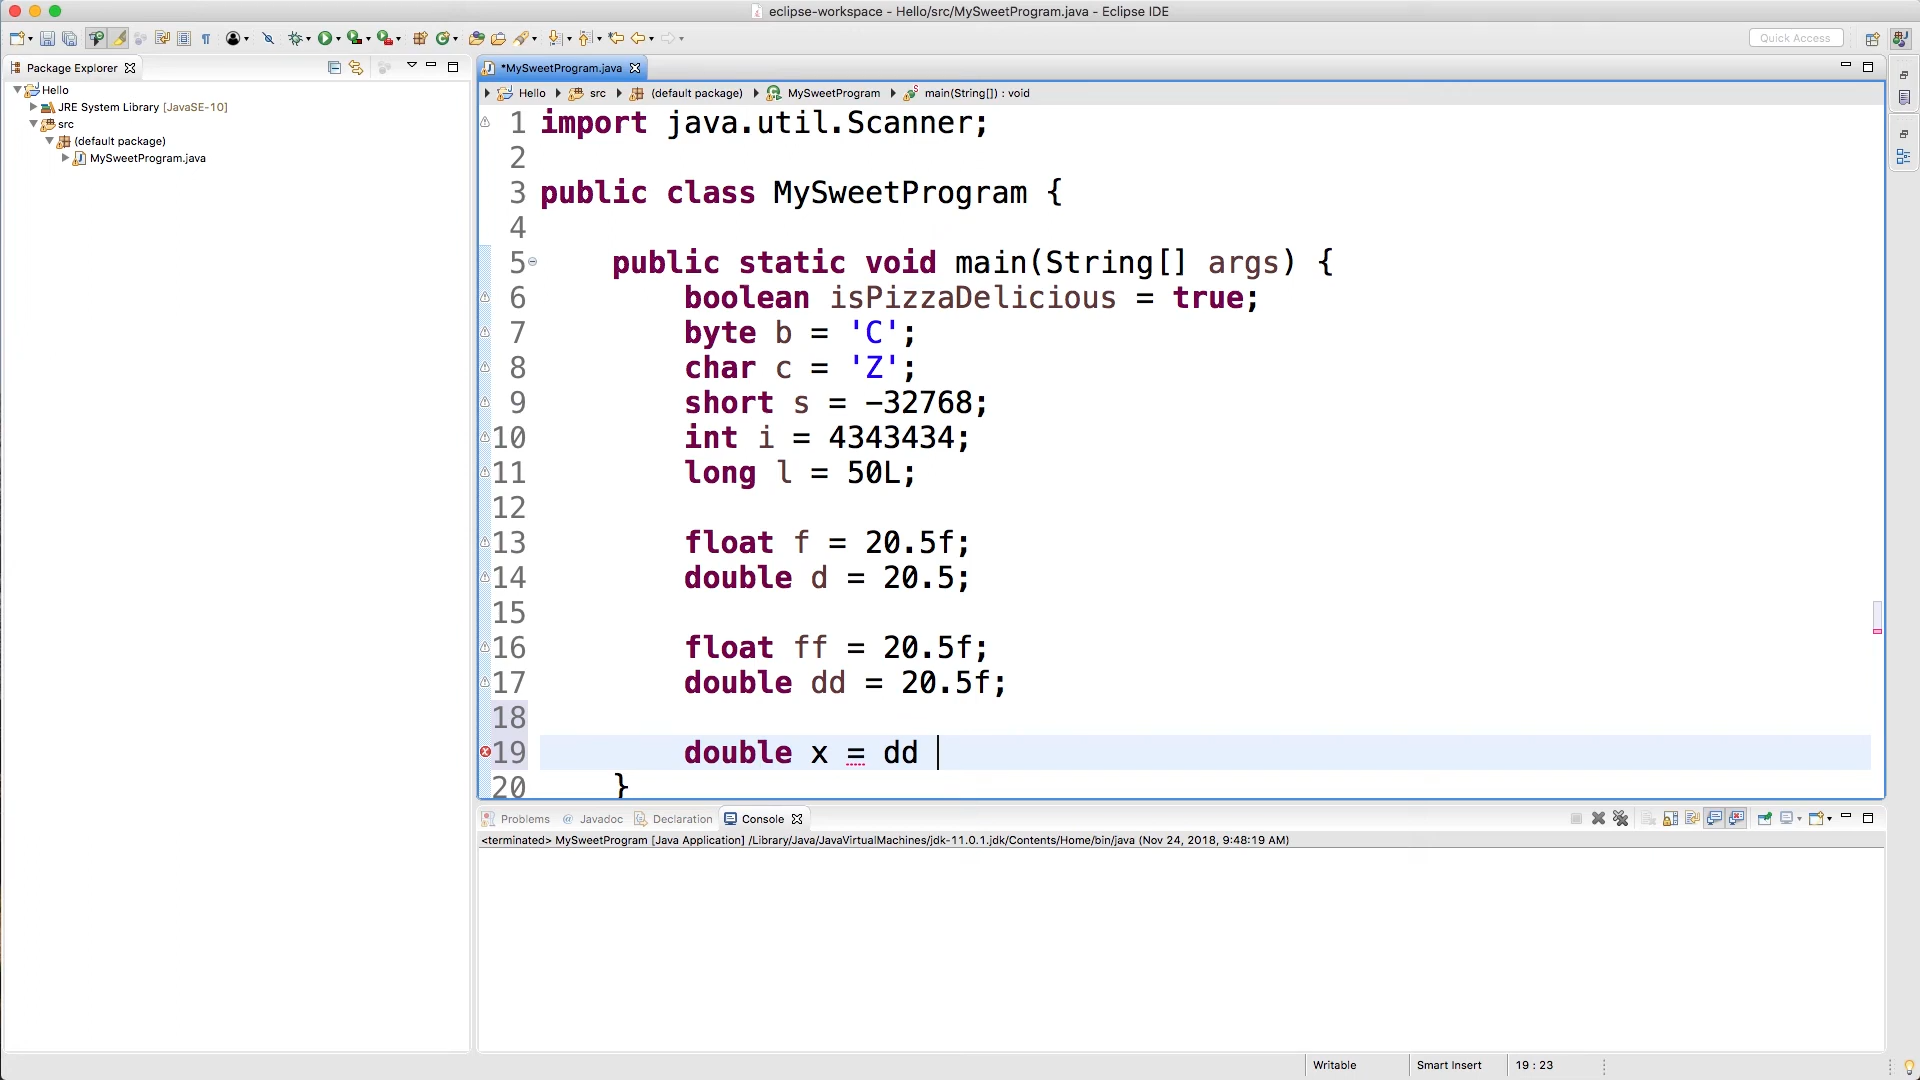 eclipse-workspace - Hello/src/MySweetProgram.java - Eclipse IDE
Quick Access
Package Explorer
*MySweetProgram.java
Hello
JRE System Library [JavaSE-10]
src
(default package)
MySweetProgram.java
Hello src (default package) MySweetProgram main(String[]) : void
1 import java.util.Scanner;
2
3 public class MySweetProgram {
4
5 public static void main(String[] args) {
6 boolean isPizzaDelicious = true;
7 byte b = 'C';
8 char c = 'Z';
9 short s = -32768;
10 int i = 4343434;
11 long l = 50L;
12
13 float f = 20.5f;
14 double d = 20.5;
15
16 float ff = 20.5f;
17 double dd = 20.5f;
18
19 double x = dd
20 }
Problems @ Javadoc Declaration Console
<terminated> MySweetProgram [Java Application] /Library/Java/JavaVirtualMachines/jdk-11.0.1.jdk/Contents/Home/bin/java (Nov 24, 2018, 9:48:19 AM)
Writable Smart Insert 19 : 23